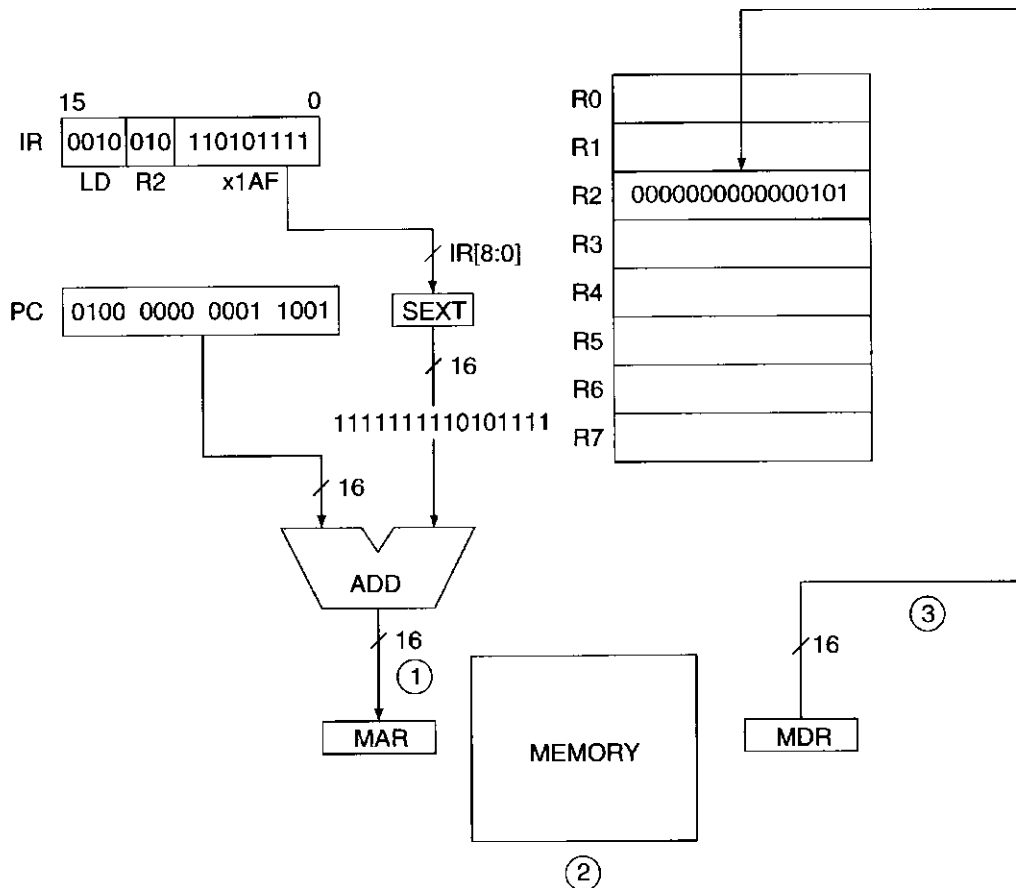 15 0
IR 0010 010 110101111
LD R2 x1AF
IR[8:0]
PC 0100 0000 0001 1001
SEXT
16
1111111110101111
16
ADD
16
1
MAR
MEMORY
2
R0
R1
R2 0000000000000101
R3
R4
R5
R6
R7
3
16
MDR